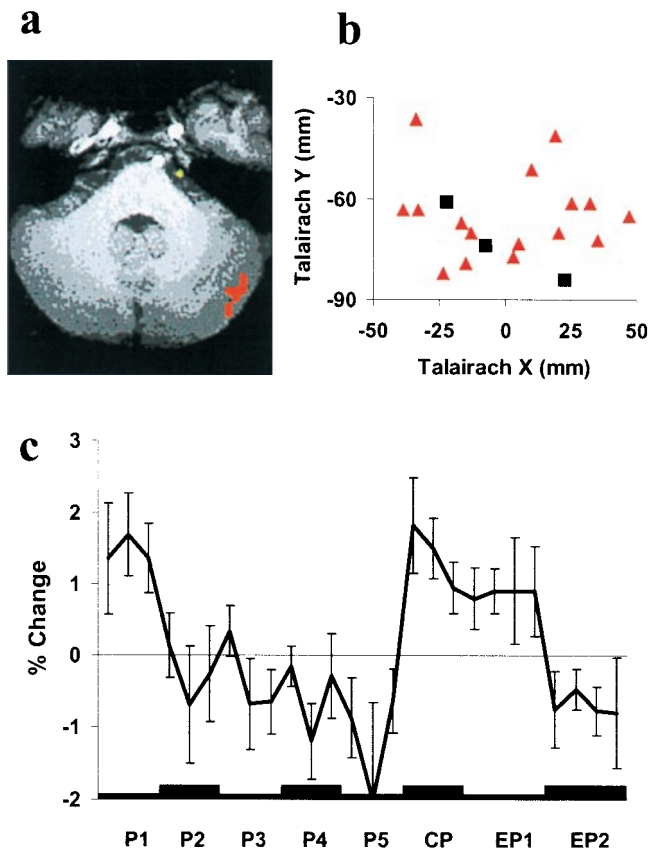 a
b
-30
-60
-90
Talairach Y (mm)
-50 -25 0 25 50
Talairach X (mm)
c
3
2
1
0
-1
-2
% Change
P1 P2 P3 P4 P5 CP EP1 EP2